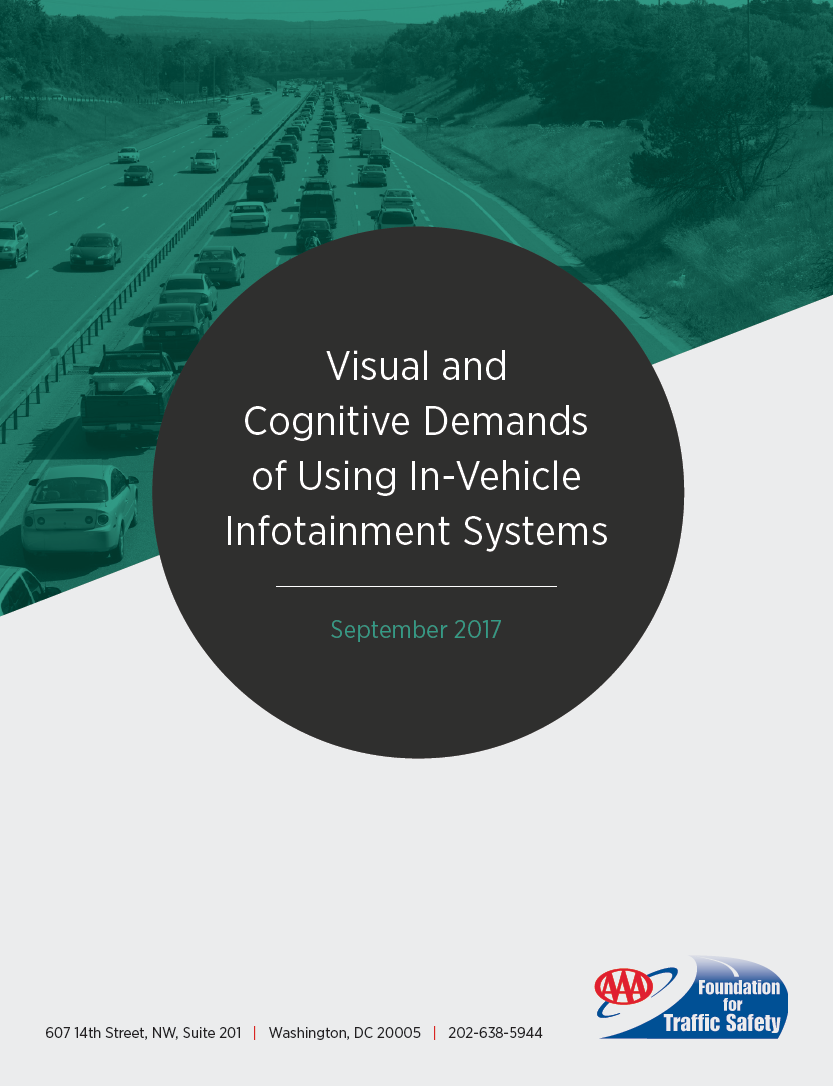 Visual and
Cognitive Demands
of Using In-Vehicle
Infotainment Systems
September 2017
AAA
Foundation
for
Traffic Safety
607 14th Street, NW, Suite 201 | Washington, DC 20005 | 202-638-5944